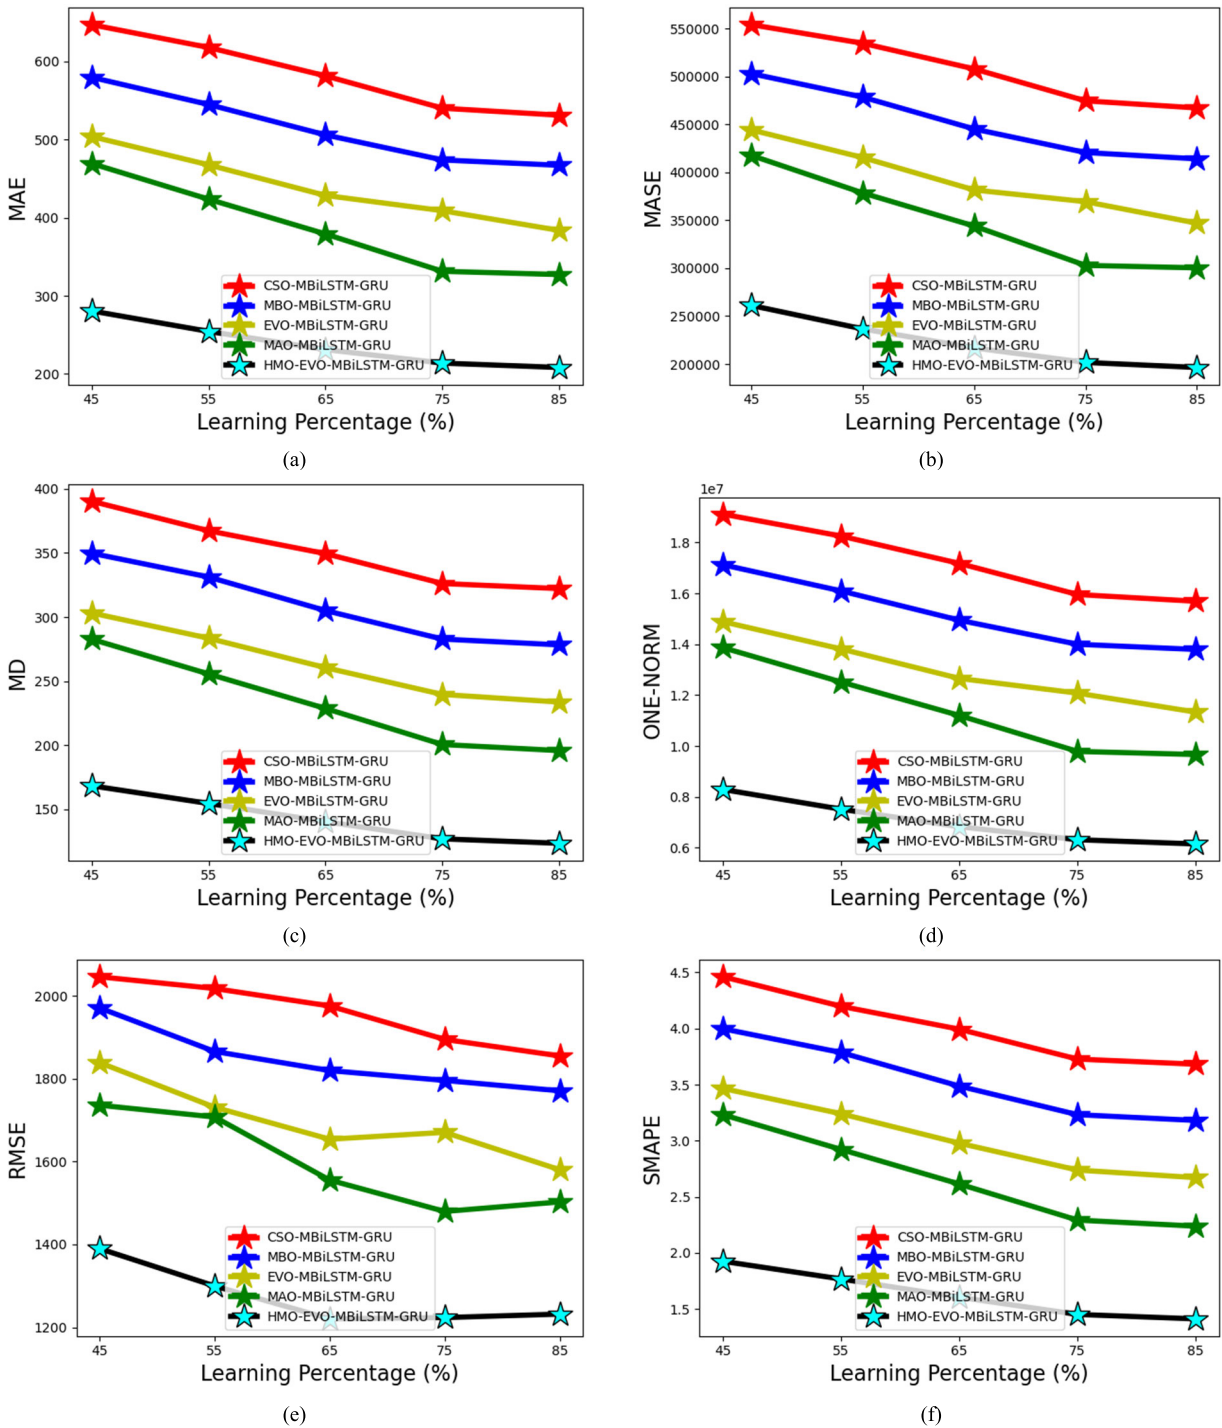 600
500
400
300
200
MAE
CSO-MBiLSTM-GRU
MBO-MBiLSTM-GRU
EVO-MBiLSTM-GRU
MAO-MBiLSTM-GRU
HMO-EVO-MBiLSTM-GRU
45 55 65 75 85
Learning Percentage (%)
(a)
550000
500000
450000
400000
350000
300000
250000
200000
MASE
CSO-MBiLSTM-GRU
MBO-MBiLSTM-GRU
EVO-MBiLSTM-GRU
MAO-MBiLSTM-GRU
HMO-EVO-MBiLSTM-GRU
45 55 65 75 85
Learning Percentage (%)
(b)
400
350
300
250
200
150
MD
CSO-MBiLSTM-GRU
MBO-MBiLSTM-GRU
EVO-MBiLSTM-GRU
MAO-MBiLSTM-GRU
HMO-EVO-MBiLSTM-GRU
45 55 65 75 85
Learning Percentage (%)
(c)
1e7
1.8
1.6
1.4
1.2
1.0
0.8
0.6
ONE-NORM
CSO-MBiLSTM-GRU
MBO-MBiLSTM-GRU
EVO-MBiLSTM-GRU
MAO-MBiLSTM-GRU
HMO-EVO-MBiLSTM-GRU
45 55 65 75 85
Learning Percentage (%)
(d)
2000
1800
1600
1400
1200
RMSE
CSO-MBiLSTM-GRU
MBO-MBiLSTM-GRU
EVO-MBiLSTM-GRU
MAO-MBiLSTM-GRU
HMO-EVO-MBiLSTM-GRU
45 55 65 75 85
Learning Percentage (%)
(e)
4.5
4.0
3.5
3.0
2.5
2.0
1.5
SMAPE
CSO-MBiLSTM-GRU
MBO-MBiLSTM-GRU
EVO-MBiLSTM-GRU
MAO-MBiLSTM-GRU
HMO-EVO-MBiLSTM-GRU
45 55 65 75 85
Learning Percentage (%)
(f)